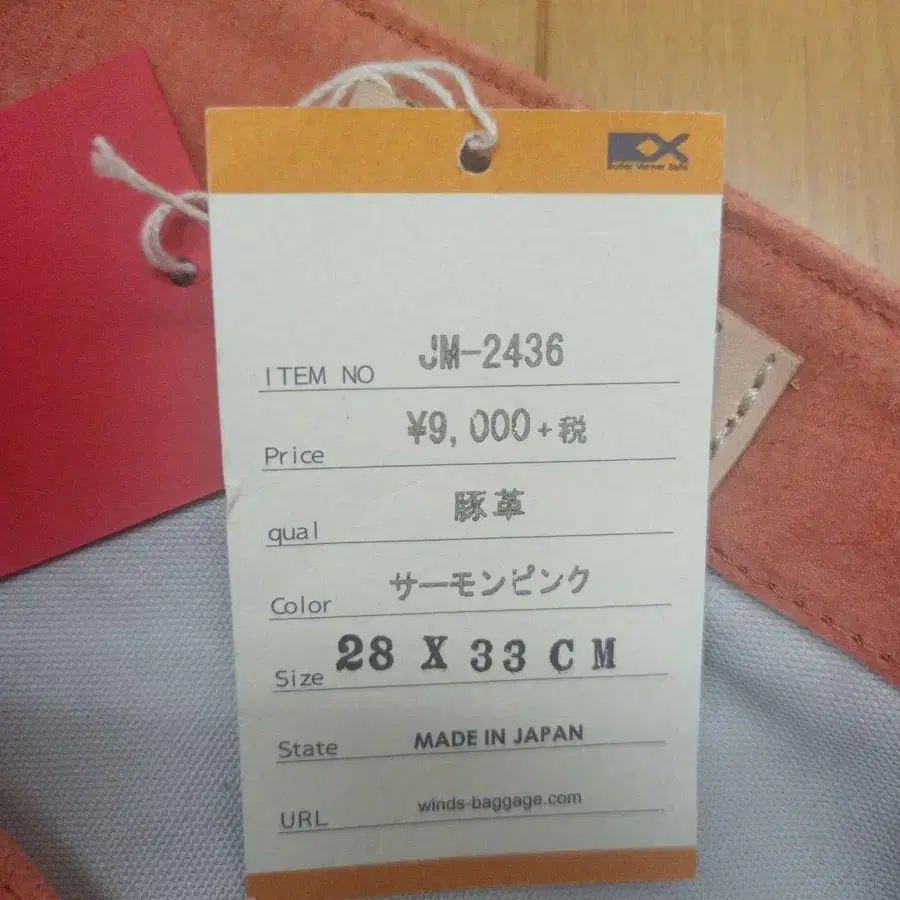 Butler Verner Sails
ITEM NO JM-2436
Price ¥9,000+税
qual 豚革
Color サーモンピンク
Size 28 X 33 CM
State MADE IN JAPAN
URL winds-baggage.com